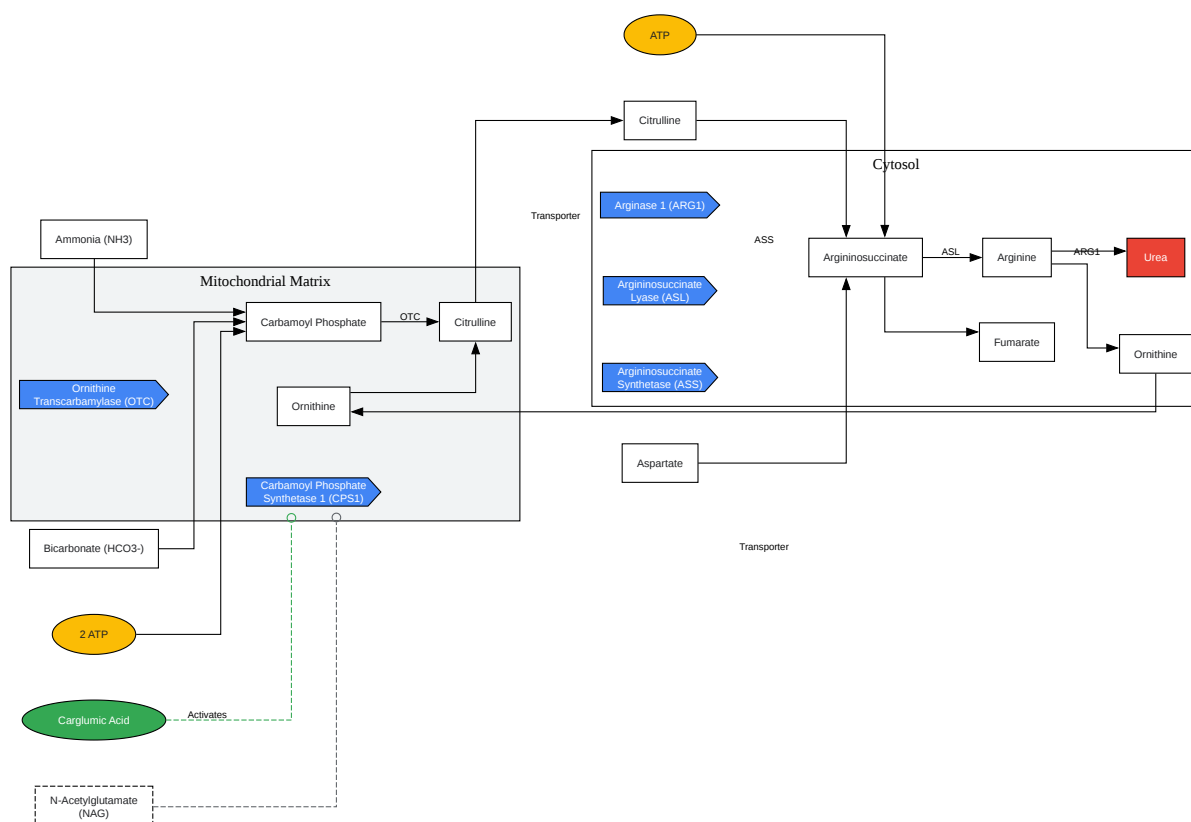 ATP
Citrulline
Cytosol
Arginase 1 (ARG1)
Transporter
Ammonia (NH3)
ASS
Argininosuccinate
ASL
Arginine
ARG1
Urea
Mitochondrial Matrix
Argininosuccinate
Lyase (ASL)
Carbamoyl Phosphate
OTC
Citrulline
Fumarate
Ornithine
Argininosuccinate
Synthetase (ASS)
Ornithine
Transcarbamylase (OTC)
Ornithine
Aspartate
Carbamoyl Phosphate
Synthetase 1 (CPS1)
Bicarbonate (HCO3-)
Transporter
2 ATP
Carglumic Acid
Activates
N-Acetylglutamate
(NAG)